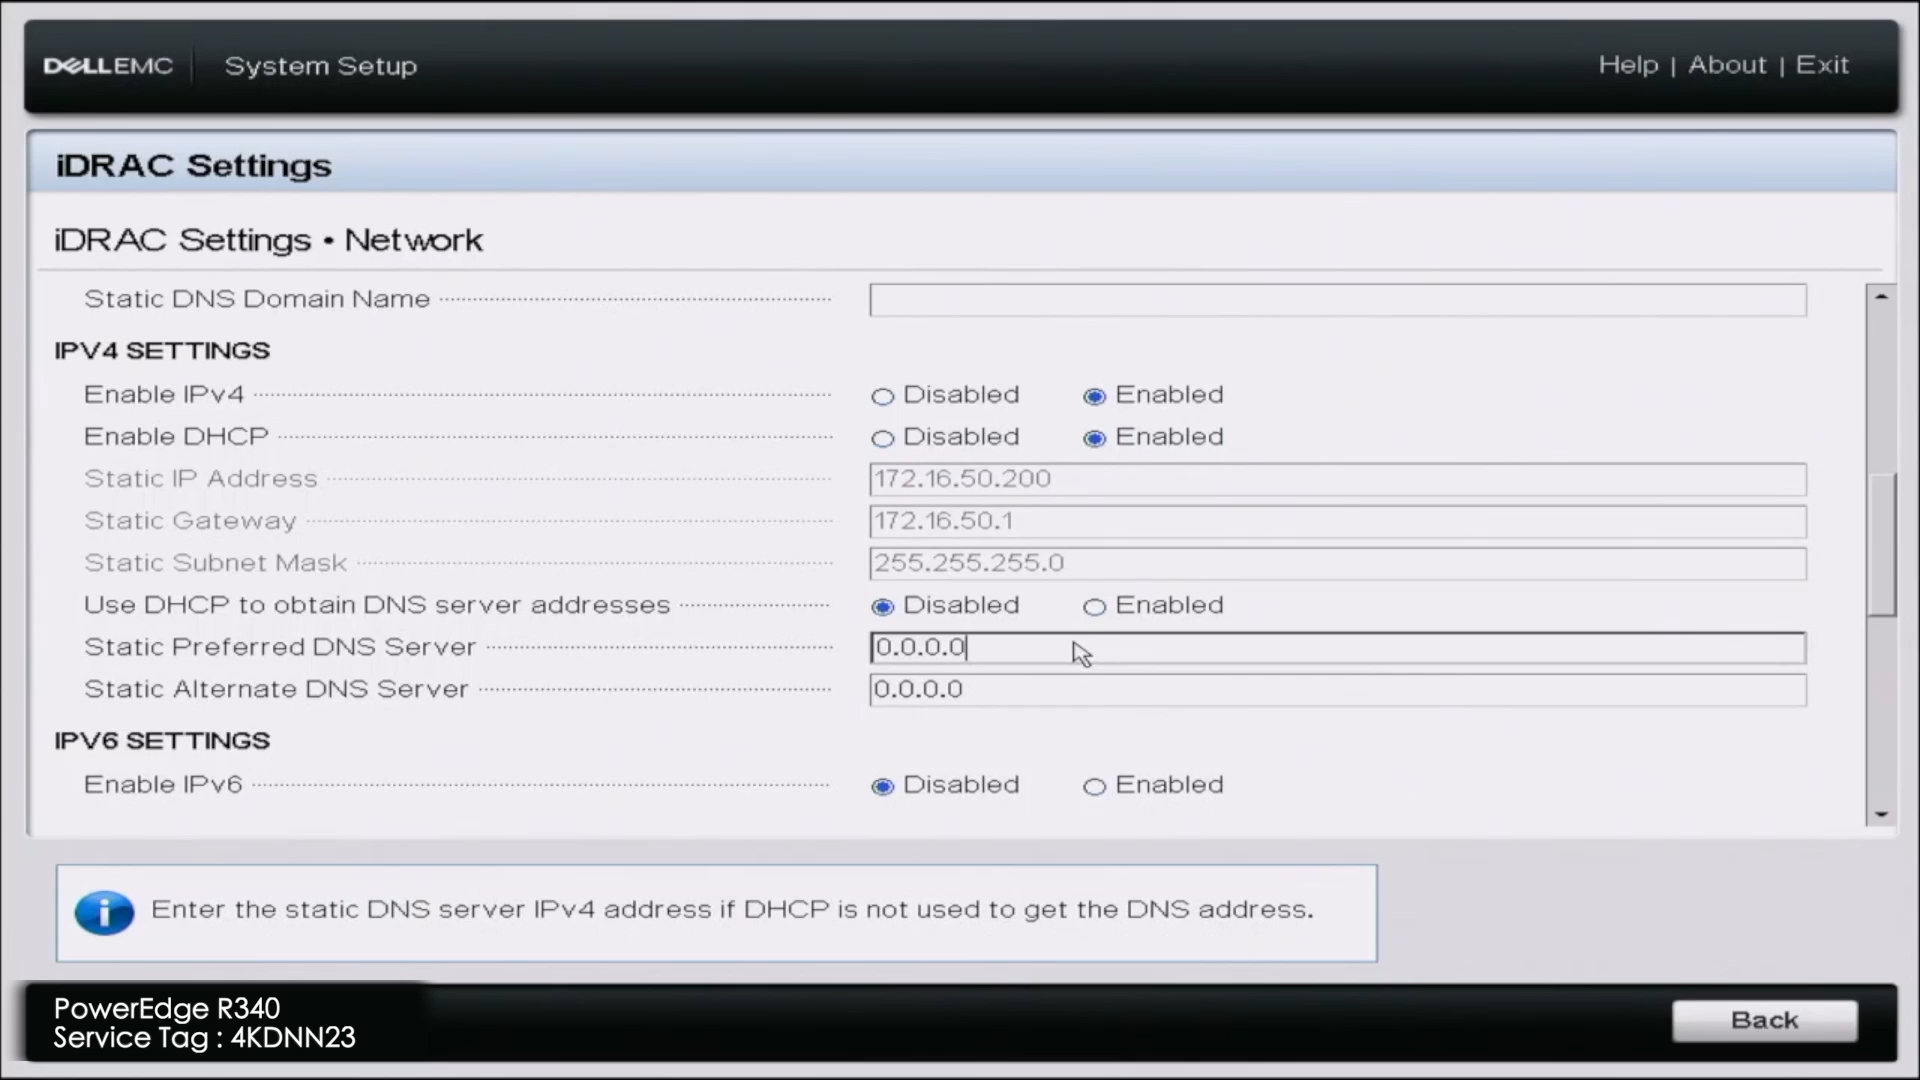 DELLEMC System Setup Help | About | Exit
iDRAC Settings
iDRAC Settings • Network
Static DNS Domain Name
IPV4 SETTINGS
Enable IPv4 Disabled Enabled
Enable DHCP Disabled Enabled
Static IP Address 172.16.50.200
Static Gateway 172.16.50.1
Static Subnet Mask 255.255.255.0
Use DHCP to obtain DNS server addresses Disabled Enabled
Static Preferred DNS Server 0.0.0.0
Static Alternate DNS Server 0.0.0.0
IPV6 SETTINGS
Enable IPv6 Disabled Enabled
Enter the static DNS server IPv4 address if DHCP is not used to get the DNS address.
PowerEdge R340
Service Tag : 4KDNN23
Back